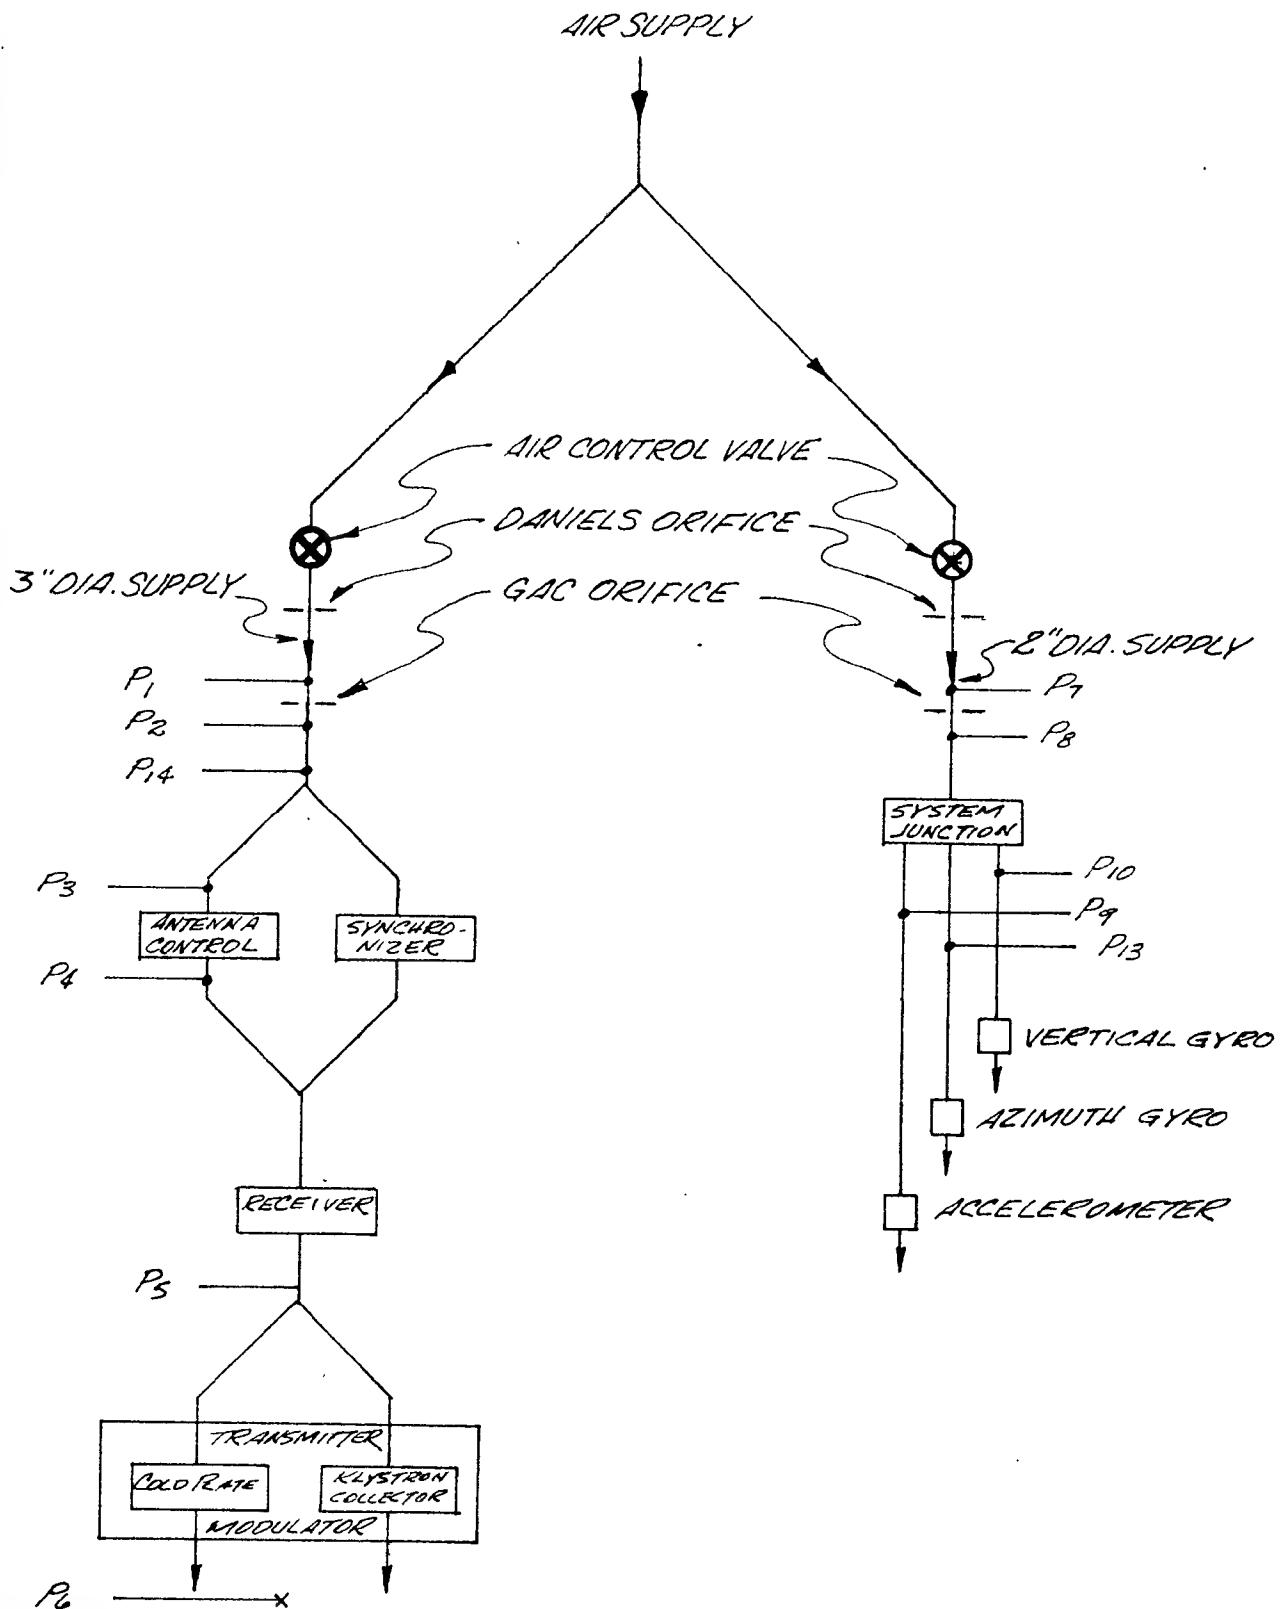 AIR SUPPLY
AIR CONTROL VALVE
DANIELS ORIFICE
3" DIA. SUPPLY
GAC ORIFICE
2" DIA. SUPPLY
P1
P7
P2
P8
P14
SYSTEM
JUNCTION
P3
P10
P9
ANTENNA
CONTROL
SYNCHRO-
NIZER
P13
P4
VERTICAL GYRO
AZIMUTH GYRO
RECEIVER
ACCELEROMETER
P5
TRANSMITTER
COLD PLATE
KLYSTRON
COLLECTOR
MODULATOR
P6